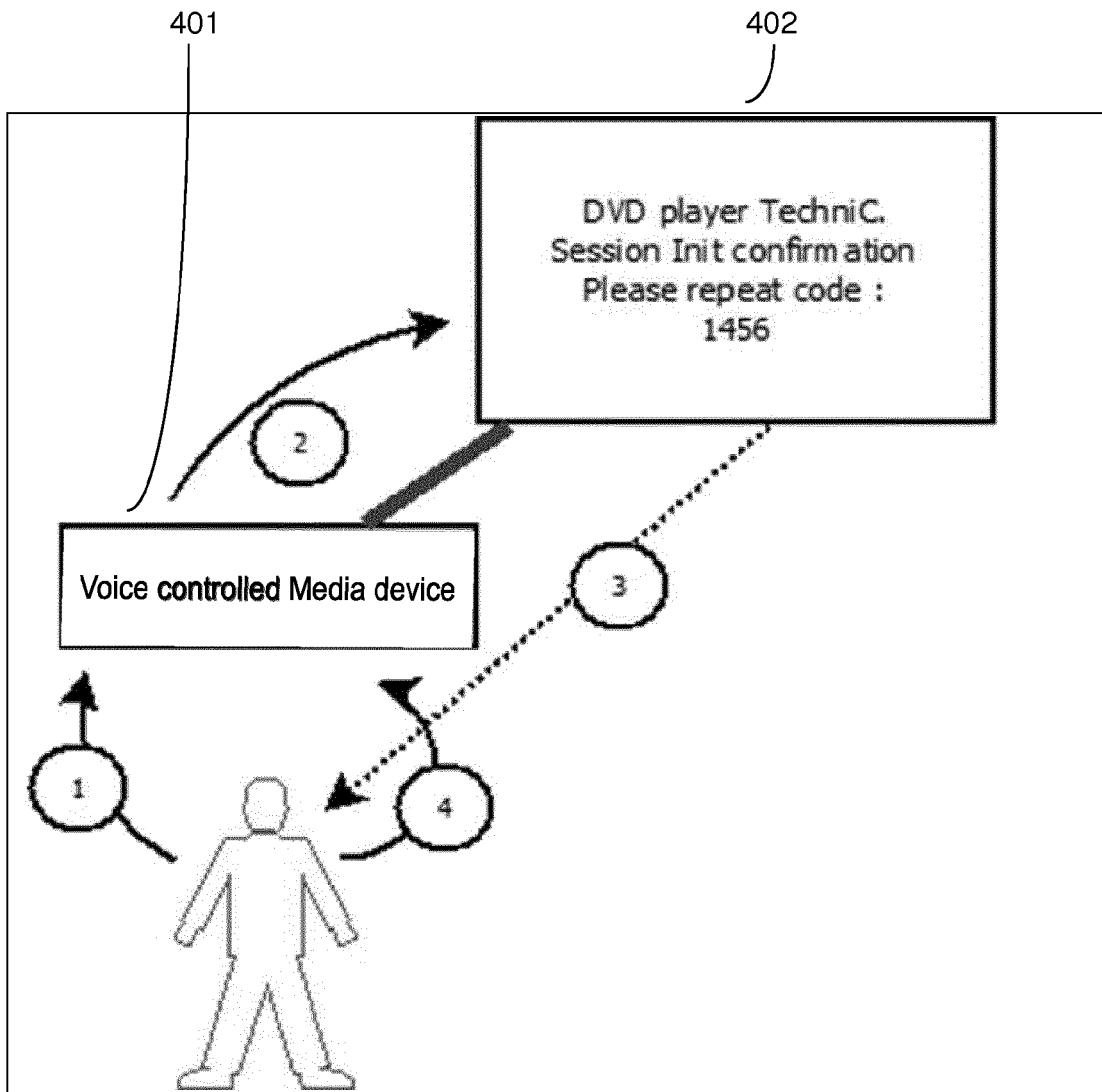 401
402
DVD player TechniC.
Session Init confirmation
Please repeat code :
1456
2
Voice controlled Media device
3
1
4